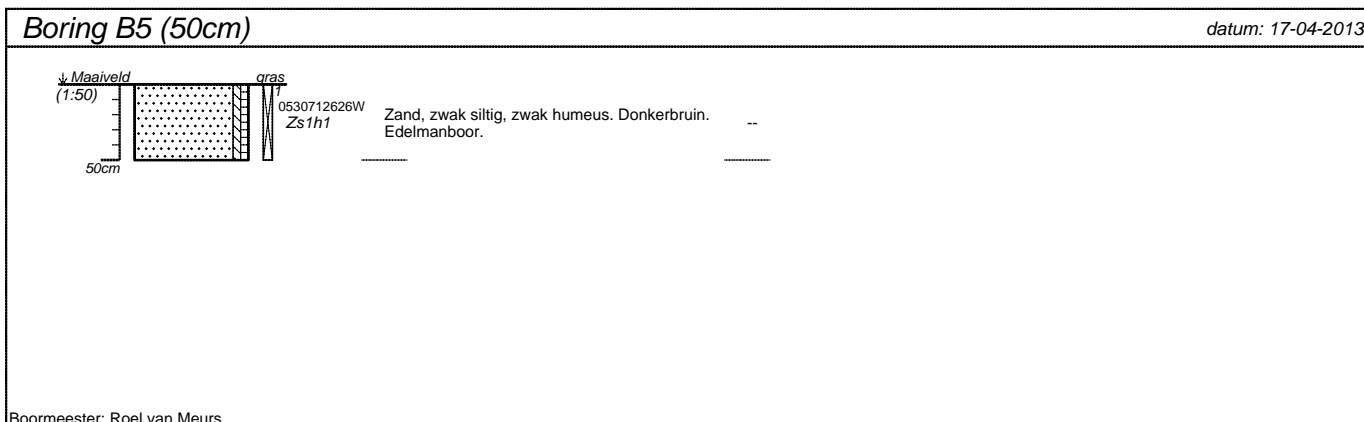 Boring B5 (50cm)
datum: 17-04-2013
Maaiveld
gras
(1:50)
1
0530712626W
Zs1h1
Zand, zwak siltig, zwak humeus. Donkerbruin.
Edelmanboor.
--
50cm
Boormeester: Roel van Meurs